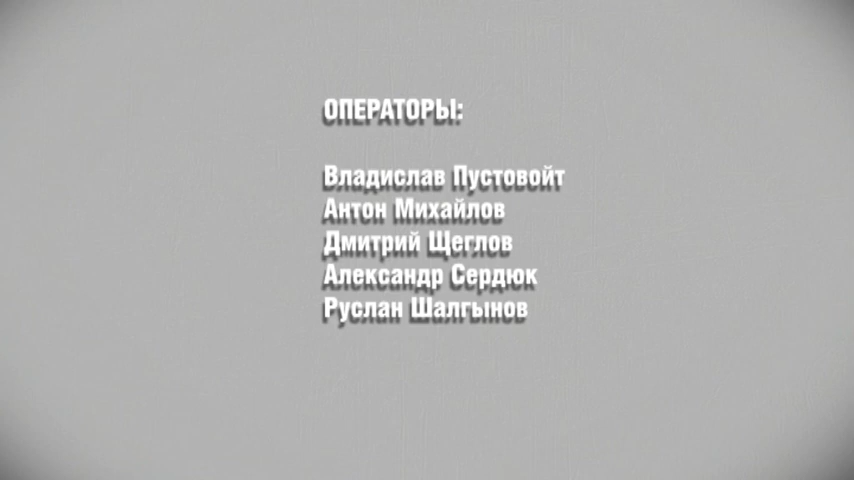 ОПЕРАТОРЫ:
Владислав Пустовойт
Антон Михайлов
Дмитрий Щеглов
Александр Сердюк
Руслан Шалгынов